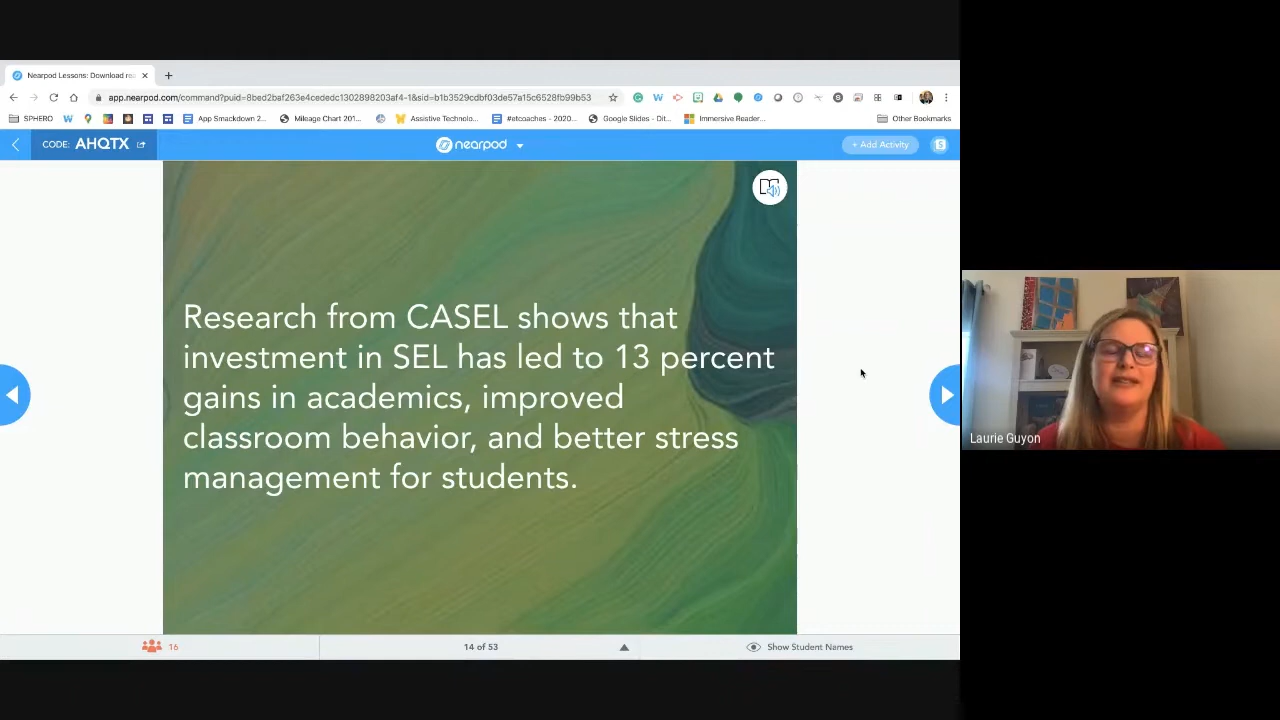 Nearpod Lessons: Download rea
app.nearpod.com/command?puid=8bed2baf263e4cededc1302898203af4-1&sid=b1b3529cdbf03de57a15c6528fb99b53
SPHERO
App Smackdown 2...
Mileage Chart 201...
Assistive Technolo...
#etcoaches - 2020...
Google Slides - Dit...
Immersive Reader...
Other Bookmarks
CODE: AHQTX
nearpod
+ Add Activity
Research from CASEL shows that
investment in SEL has led to 13 percent
gains in academics, improved
classroom behavior, and better stress
management for students.
Laurie Guyon
16
14 of 53
Show Student Names